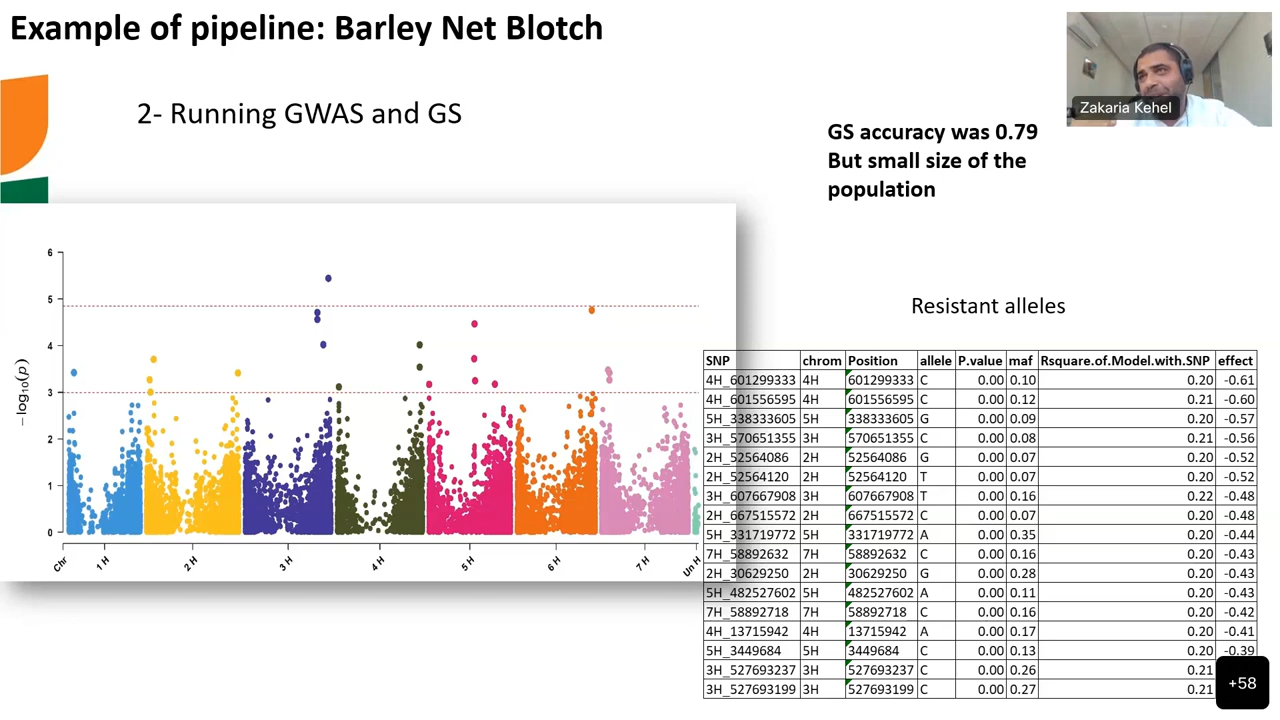 Example of pipeline: Barley Net Blotch
Zakaria Kehel
2- Running GWAS and GS
GS accuracy was 0.79
But small size of the
population
6
5
4
3
2
1
0
−log10(p)
Chr 1 H 2 H 3 H 4 H 5 H 6 H 7 H Un H
Resistant alleles
SNP chrom Position allele P.value maf Rsquare.of.Model.with.SNP effect
4H_601299333 4H 601299333 C 0.00 0.10 0.20 -0.61
4H_601556595 4H 601556595 C 0.00 0.12 0.21 -0.60
5H_338333605 5H 338333605 G 0.00 0.09 0.20 -0.57
3H_570651355 3H 570651355 C 0.00 0.08 0.21 -0.56
2H_52564086 2H 52564086 G 0.00 0.07 0.20 -0.52
2H_52564120 2H 52564120 T 0.00 0.07 0.20 -0.52
3H_607667908 3H 607667908 T 0.00 0.16 0.22 -0.48
2H_667515572 2H 667515572 C 0.00 0.07 0.20 -0.48
5H_331719772 5H 331719772 A 0.00 0.35 0.20 -0.44
7H_58892632 7H 58892632 C 0.00 0.16 0.20 -0.43
2H_30629250 2H 30629250 G 0.00 0.28 0.20 -0.43
5H_482527602 5H 482527602 A 0.00 0.11 0.20 -0.43
7H_58892718 7H 58892718 C 0.00 0.16 0.20 -0.42
4H_13715942 4H 13715942 A 0.00 0.17 0.20 -0.41
5H_3449684 5H 3449684 C 0.00 0.13 0.20 -0.39
3H_527693237 3H 527693237 C 0.00 0.26 0.21
3H_527693199 3H 527693199 C 0.00 0.27 0.21
+58